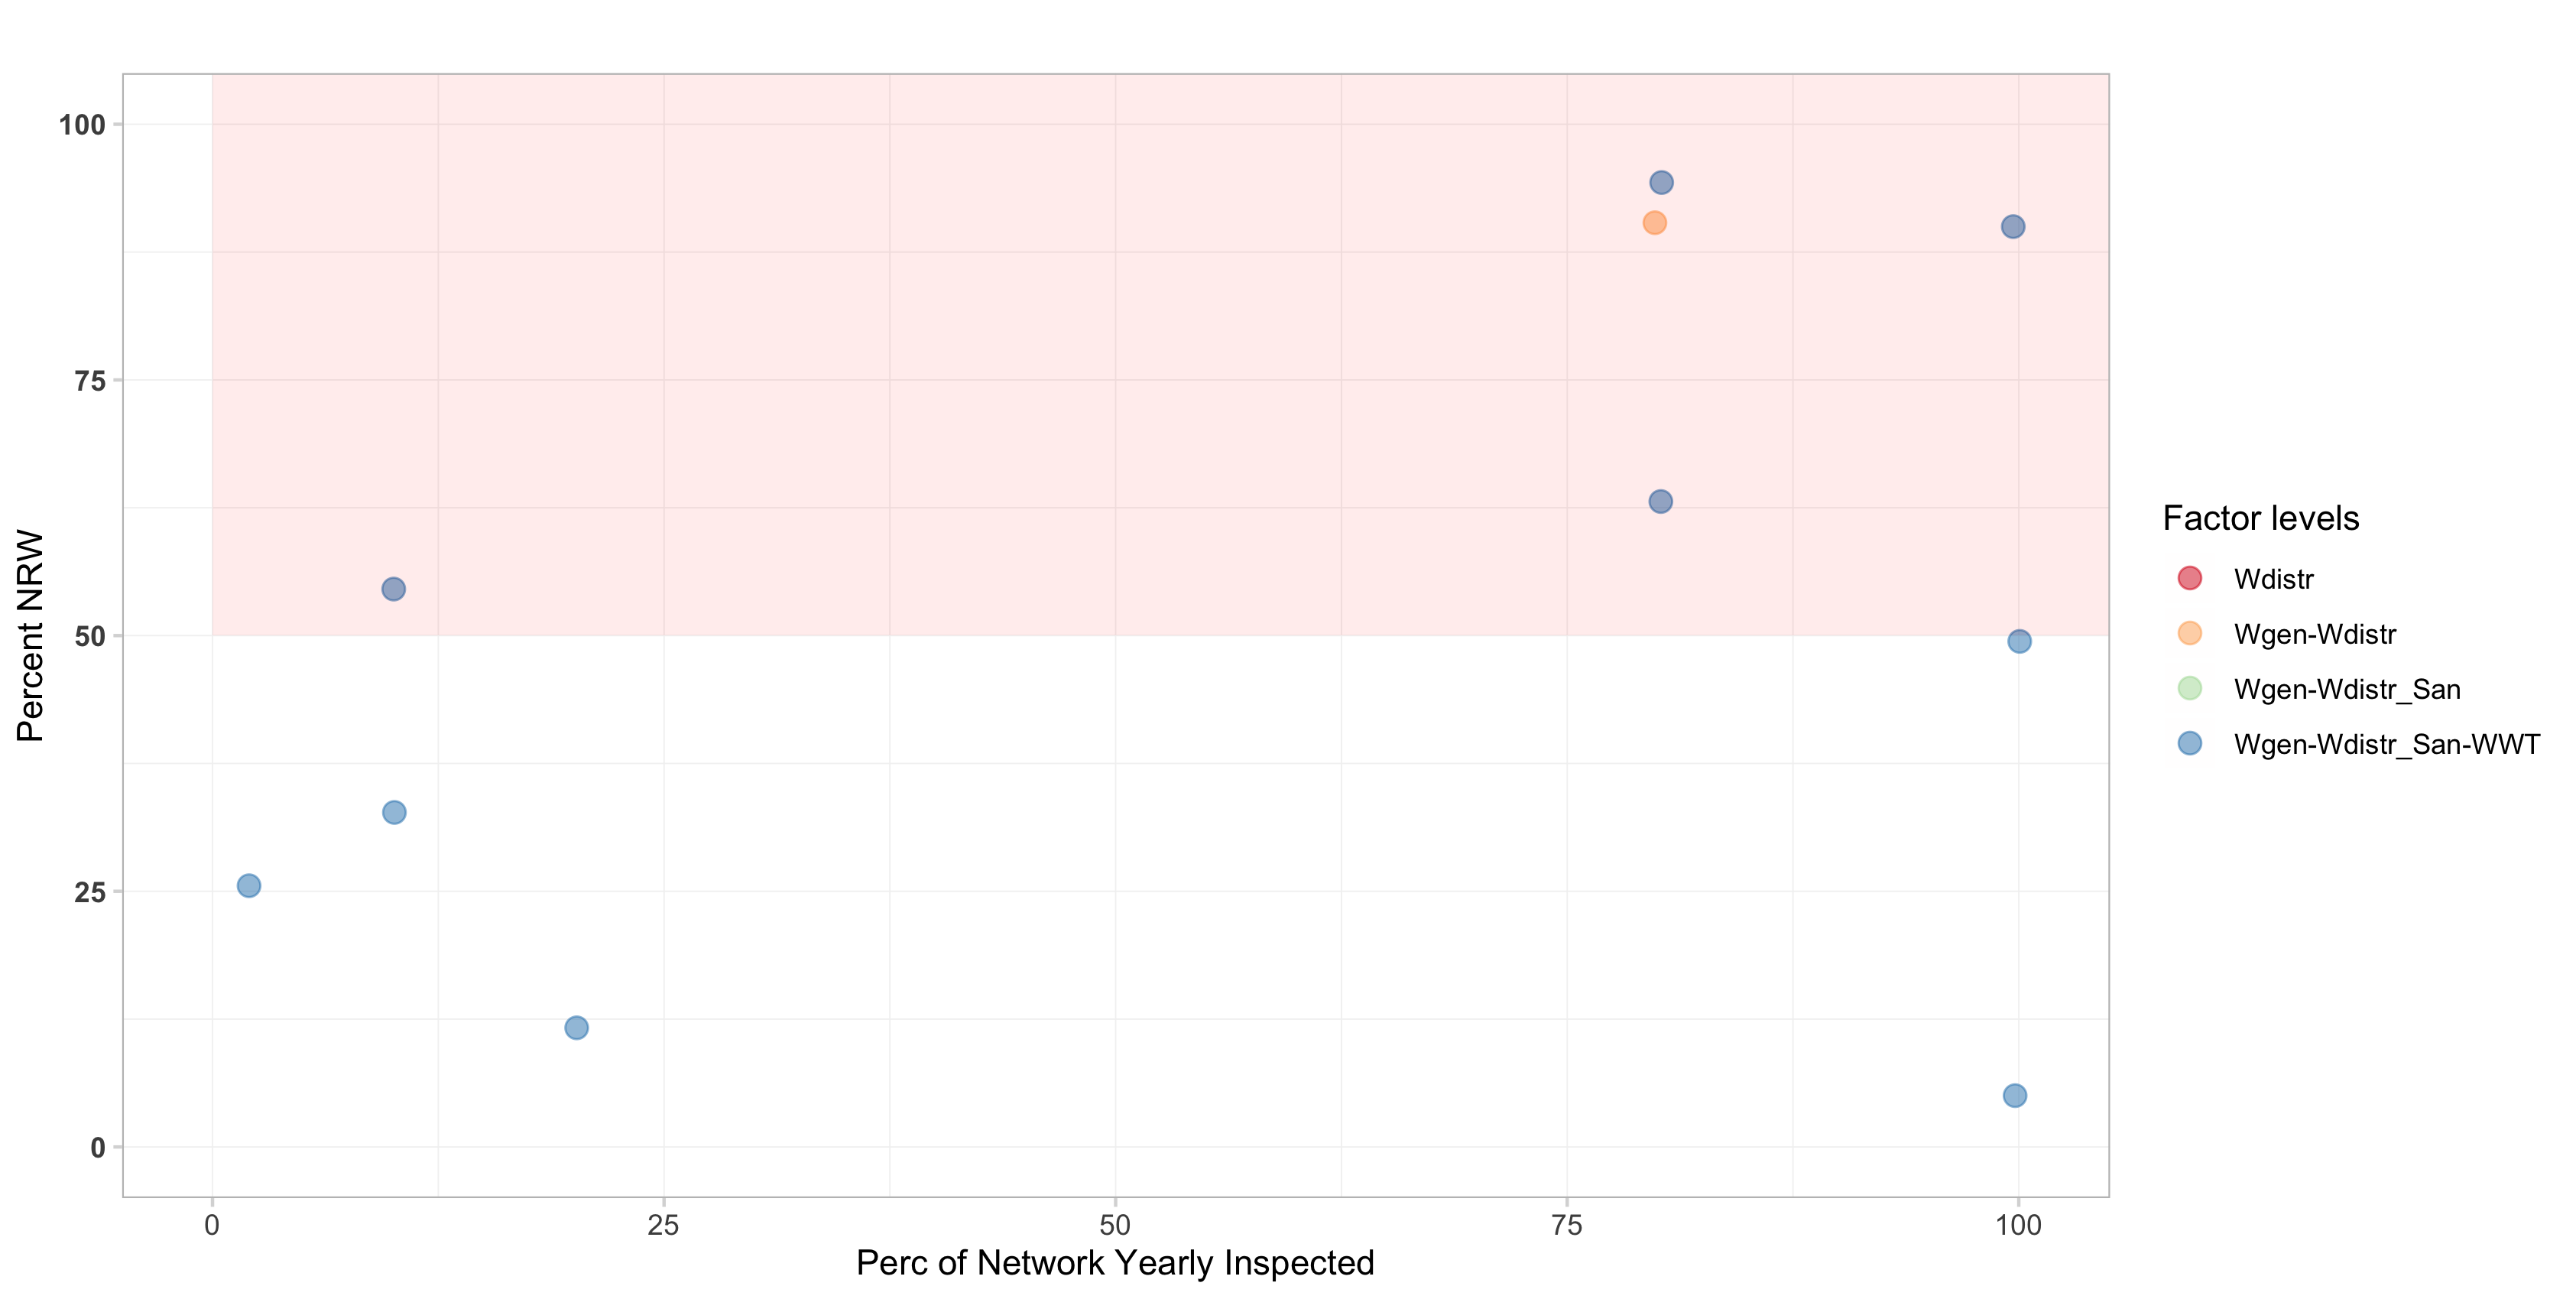 100
75
50
25
0
Percent NRW
0 25 50 75 100
Perc of Network Yearly Inspected
Factor levels
Wdistr
Wgen-Wdistr
Wgen-Wdistr_San
Wgen-Wdistr_San-WWT